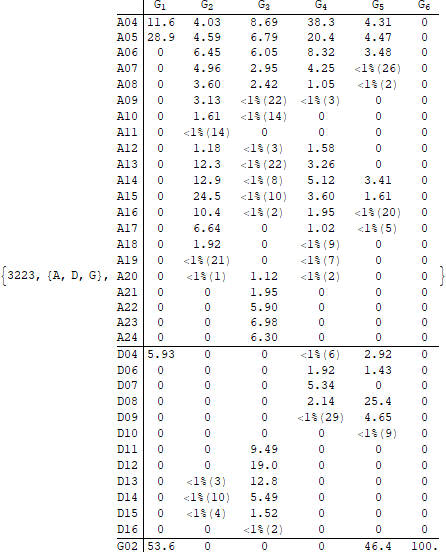 G1 G2 G3 G4 G5 G6
A04 11.6 4.03 8.69 38.3 4.31 0
A05 28.9 4.59 6.79 20.4 4.47 0
A06 0 6.45 6.05 8.32 3.48 0
A07 0 4.96 2.95 4.25 <1%(26) 0
A08 0 3.60 2.42 1.05 <1%(2) 0
A09 0 3.13 <1%(22) <1%(3) 0 0
A10 0 1.61 <1%(14) 0 0 0
A11 0 <1%(14) 0 0 0 0
A12 0 1.18 <1%(3) 1.58 0 0
A13 0 12.3 <1%(22) 3.26 0 0
A14 0 12.9 <1%(8) 5.12 3.41 0
A15 0 24.5 <1%(10) 3.60 1.61 0
A16 0 10.4 <1%(2) 1.95 <1%(20) 0
A17 0 6.64 0 1.02 <1%(5) 0
A18 0 1.92 0 <1%(9) 0 0
A19 0 <1%(21) 0 <1%(7) 0 0
{3223, {A, D, G}, A20 0 <1%(1) 1.12 <1%(2) 0 0 }
A21 0 0 1.95 0 0 0
A22 0 0 5.90 0 0 0
A23 0 0 6.98 0 0 0
A24 0 0 6.30 0 0 0
D04 5.93 0 0 <1%(6) 2.92 0
D06 0 0 0 1.92 1.43 0
D07 0 0 0 5.34 0 0
D08 0 0 0 2.14 25.4 0
D09 0 0 0 <1%(29) 4.65 0
D10 0 0 0 0 <1%(9) 0
D11 0 0 9.49 0 0 0
D12 0 0 19.0 0 0 0
D13 0 <1%(3) 12.8 0 0 0
D14 0 <1%(10) 5.49 0 0 0
D15 0 <1%(4) 1.52 0 0 0
D16 0 0 <1%(2) 0 0 0
G02 53.6 0 0 0 46.4 100.